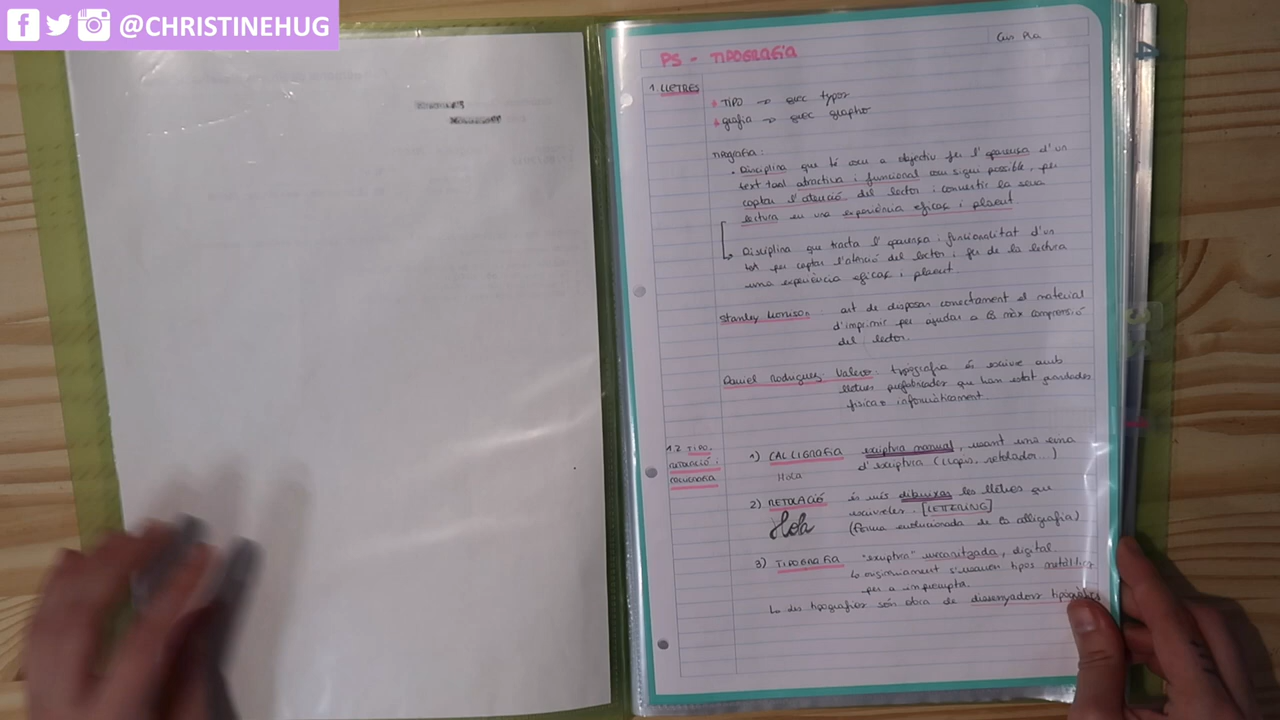 @CHRISTINEHUG
PS - TIPOGRAFIA
1. LLETRES
TIPO → grec typos
grafia → grec grapho
TIPOGRAFIA:
• Disciplina que té com a objectiu fer l'aparença d'un
text tant atractiva i funcional com sigui possible, per
captar l'atenció del lector i convertir la seva
lectura en una experiència eficaç i plaent.
Disciplina que tracta l'aparença i funcionalitat d'un
text per captar l'atenció del lector i fer de la lectura
una experiència eficaç i plaent.
Stanley Morison: art de disposar correctament el material
d'imprimir per ajudar a la màx comprensió
del lector.
Daniel Rodríguez Valero: tipografia és escriure amb
lletres prefabricades que han estat guardades
física o informàticament.
1.2 TIPO.
1) CAL·LIGRAFIA escriptura manual, usant una eina
d'escriptura (llapis, retolador...)
HOLA
2) RETOLACIÓ és més dibuixar les lletres que
escriure-les. [LETTERING]
Hola (forma evolucionada de la cal·ligrafia)
3) TIPOGRAFIA "escriptura" mecanitzada, digital.
↳ originàriament s'usaven tipos metàl·lics
per a impremta.
↳ les tipografies són obra de dissenyadors tipogràfics